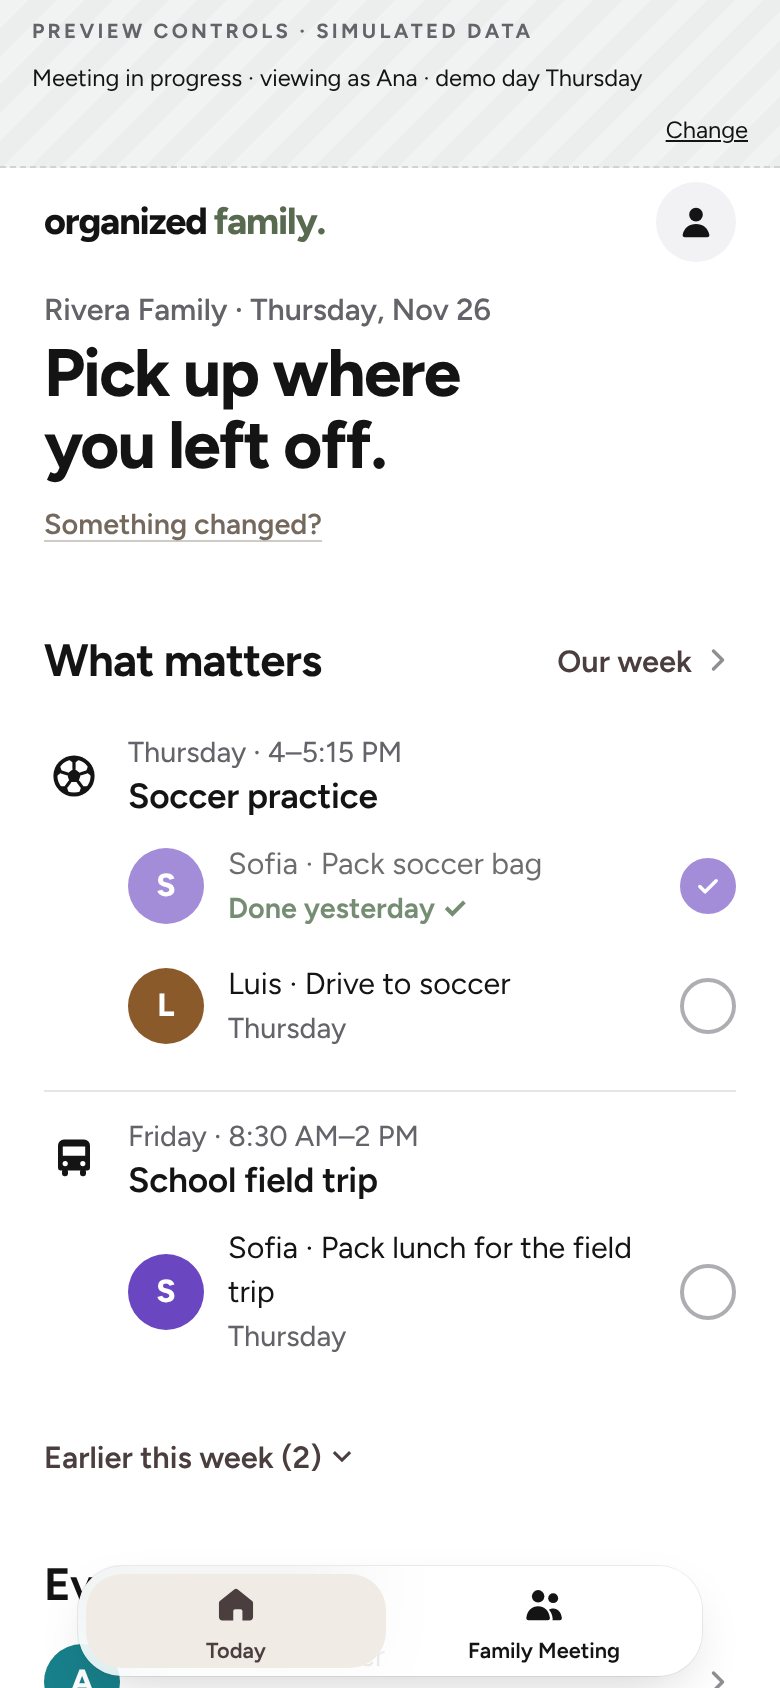 PREVIEW CONTROLS · SIMULATED DATA
Meeting in progress · viewing as Ana · demo day Thursday
Change
organized family.
Rivera Family · Thursday, Nov 26
Pick up where
you left off.
Something changed?
What matters
Our week
Thursday · 4–5:15 PM
Soccer practice
S
Sofia · Pack soccer bag
Done yesterday
L
Luis · Drive to soccer
Thursday
Friday · 8:30 AM–2 PM
School field trip
S
Sofia · Pack lunch for the field
trip
Thursday
Earlier this week (2)
A
Today
Family Meeting